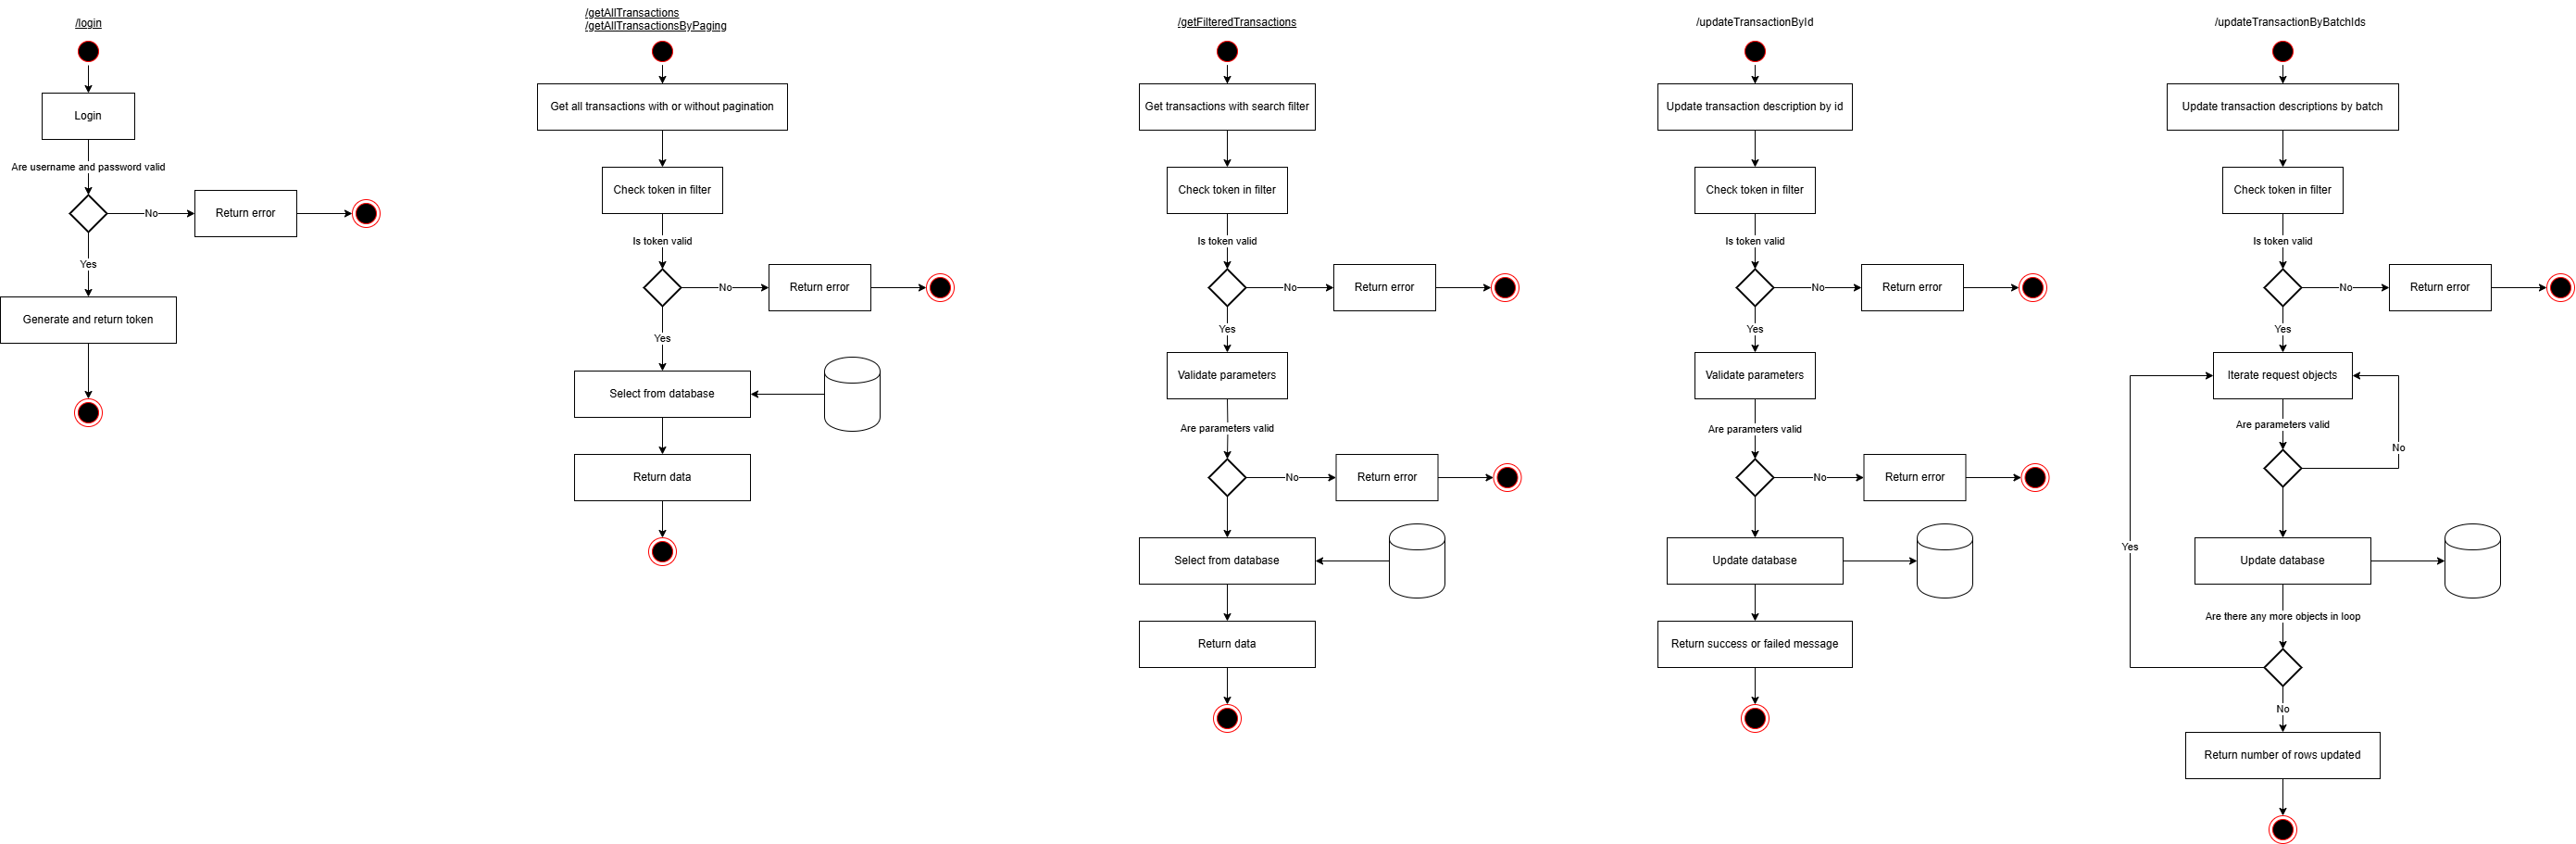 /login
Login
Are username and password valid
No
Return error
Yes
Generate and return token
/getAllTransactions
/getAllTransactionsByPaging
Get all transactions with or without pagination
Check token in filter
Is token valid
No
Return error
Yes
Select from database
Return data
/getFilteredTransactions
Get transactions with search filter
Check token in filter
Is token valid
No
Return error
Yes
Validate parameters
Are parameters valid
No
Return error
Select from database
Return data
/updateTransactionById
Update transaction description by id
Check token in filter
Is token valid
No
Return error
Yes
Validate parameters
Are parameters valid
No
Return error
Update database
Return success or failed message
/updateTransactionByBatchIds
Update transaction descriptions by batch
Check token in filter
Is token valid
No
Return error
Yes
Iterate request objects
Are parameters valid
No
Yes
Update database
Are there any more objects in loop
No
Return number of rows updated